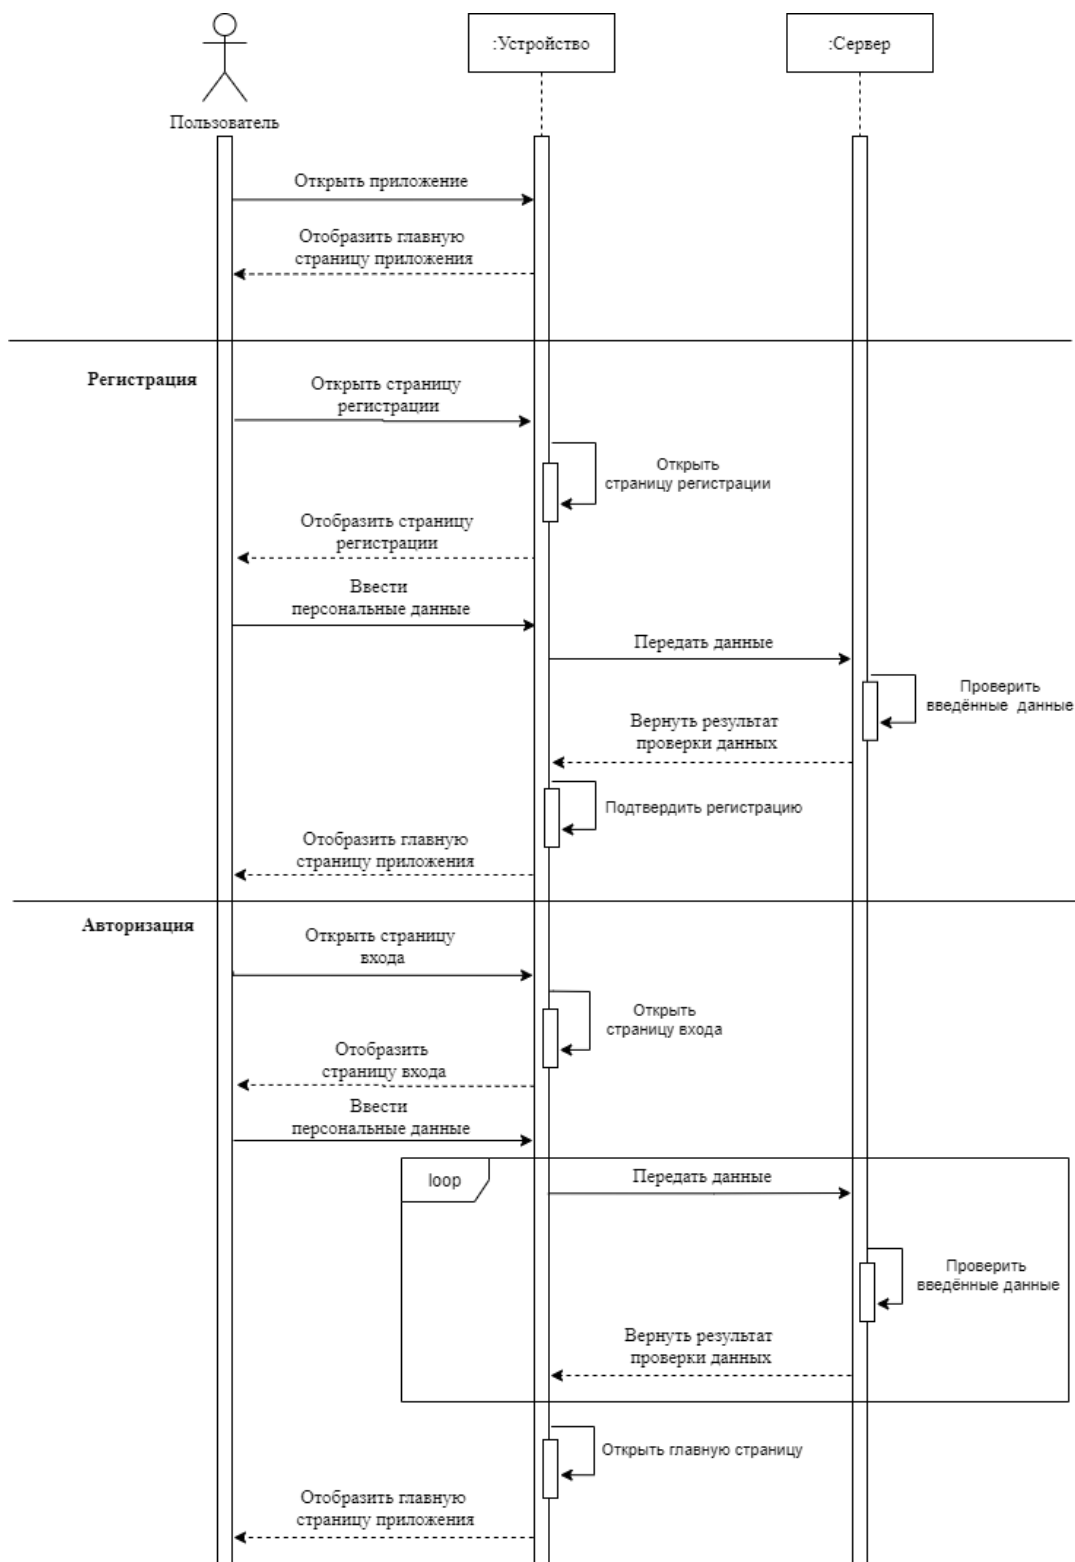 :Устройство
:Сервер
Пользователь
Открыть приложение
Отобразить главную
страницу приложения
Регистрация
Открыть страницу
регистрации
Открыть
страницу регистрации
Отобразить страницу
регистрации
Ввести
персональные данные
Передать данные
Проверить
введённые данные
Вернуть результат
проверки данных
Подтвердить регистрацию
Отобразить главную
страницу приложения
Авторизация
Открыть страницу
входа
Открыть
страницу входа
Отобразить
страницу входа
Ввести
персональные данные
loop
Передать данные
Проверить
введённые данные
Вернуть результат
проверки данных
Открыть главную страницу
Отобразить главную
страницу приложения